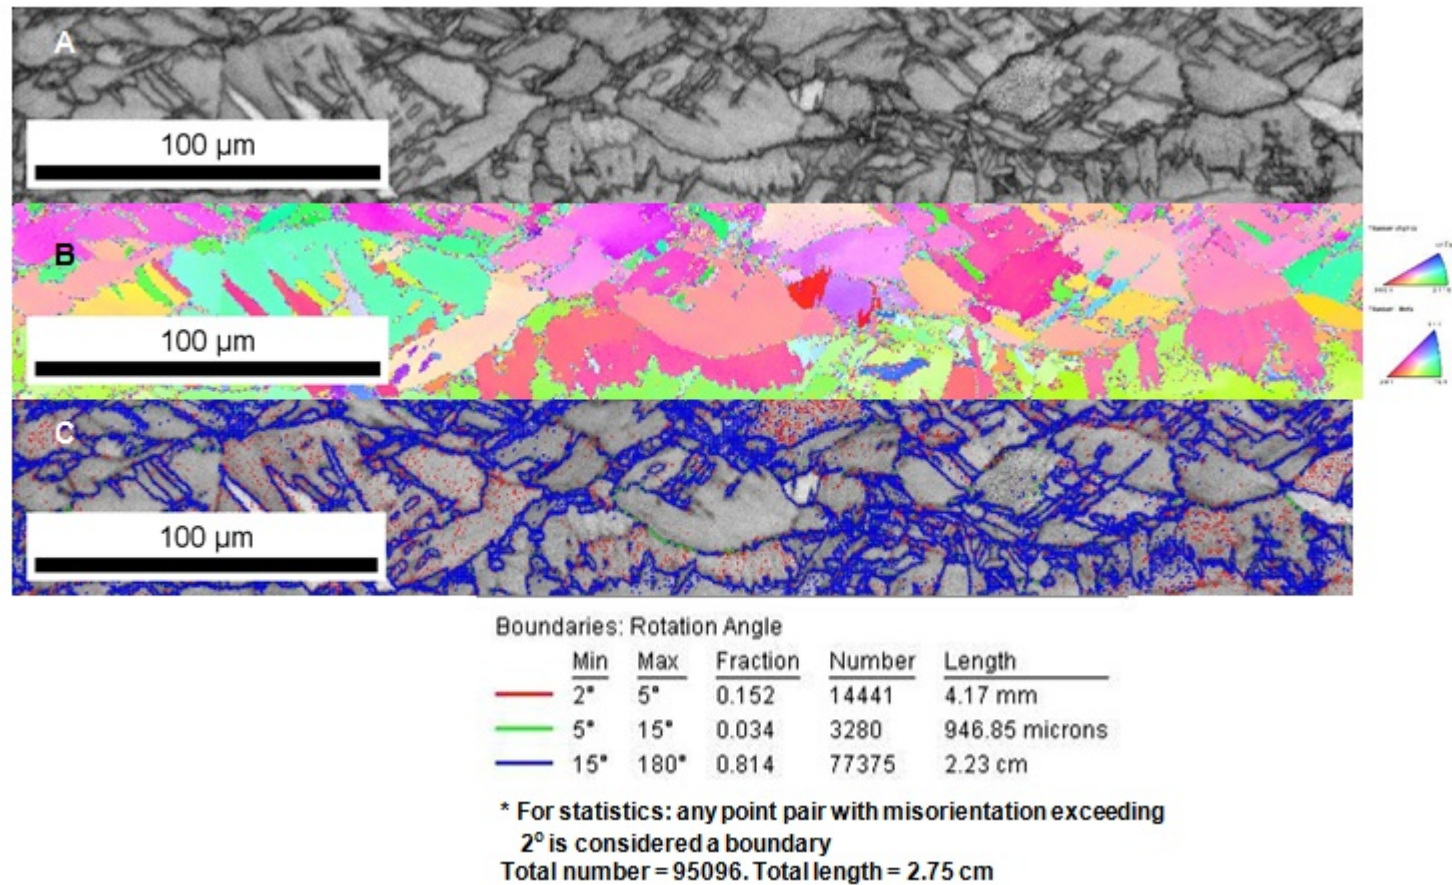 A
100 µm
B
100 µm
C
100 µm
Boundaries: Rotation Angle
Min Max Fraction Number Length
2° 5° 0.152 14441 4.17 mm
5° 15° 0.034 3280 946.85 microns
15° 180° 0.814 77375 2.23 cm
* For statistics: any point pair with misorientation exceeding
2° is considered a boundary
Total number = 95096. Total length = 2.75 cm